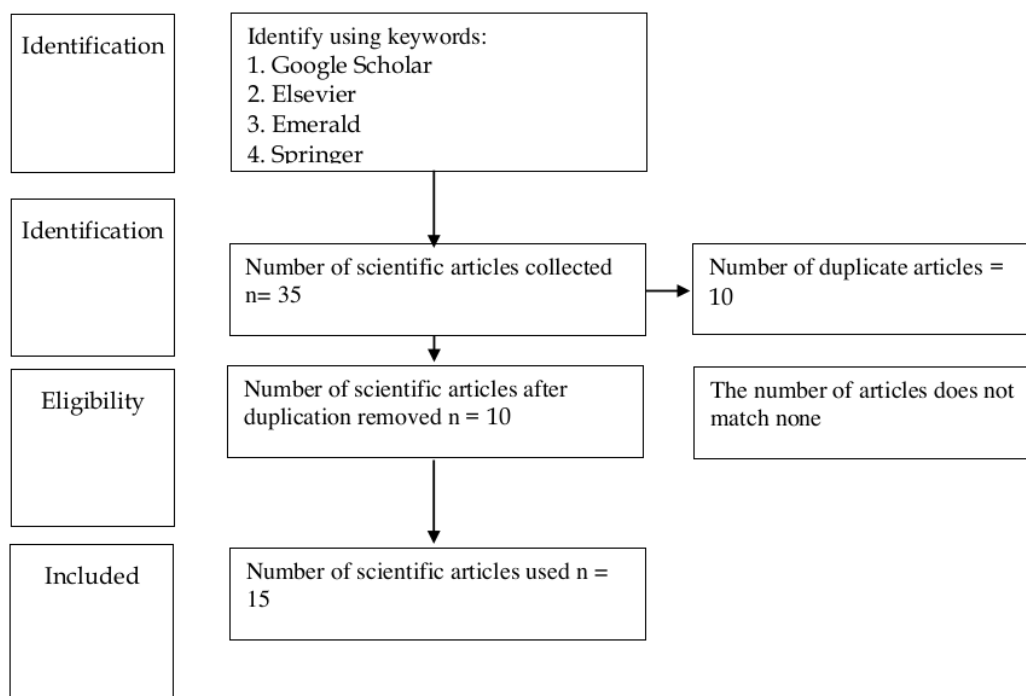 Identification
Identify using keywords:
1. Google Scholar
2. Elsevier
3. Emerald
4. Springer
Identification
Number of scientific articles collected
n= 35
Number of duplicate articles =
10
Eligibility
Number of scientific articles after
duplication removed n = 10
The number of articles does not
match none
Included
Number of scientific articles used n =
15